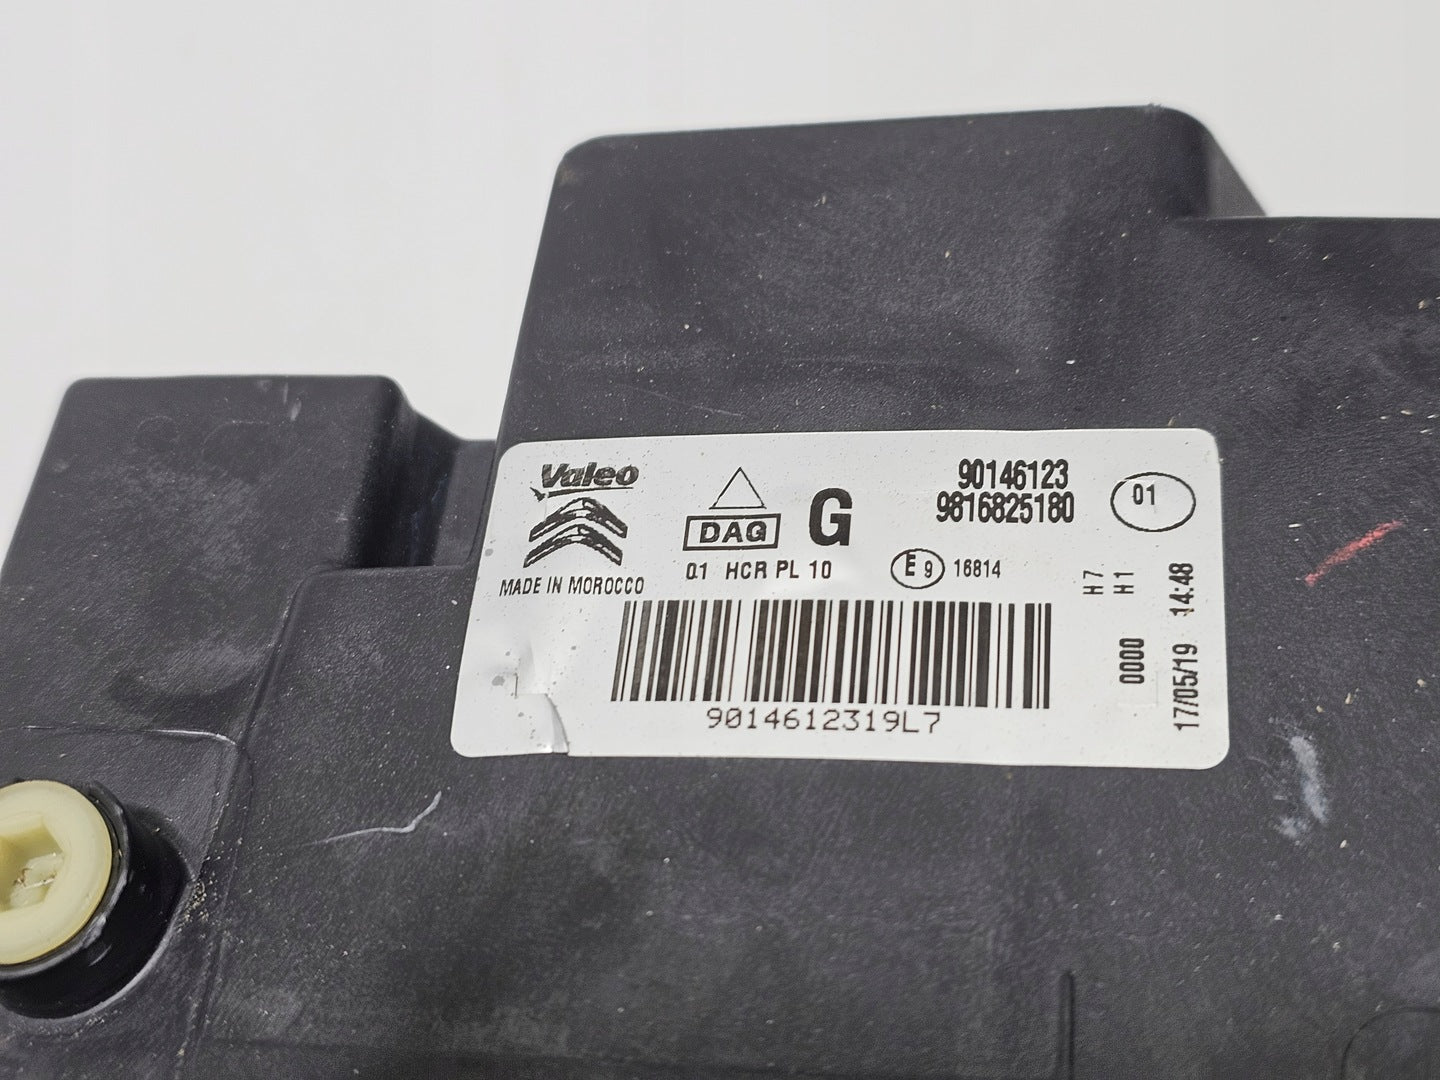 Valeo
MADE IN MOROCCO
DAG
G
01 HCR PL 10
90146123
9816825180
01
E9 16814
H7
H1
0000
17/05/19 14:48
9014612319L7